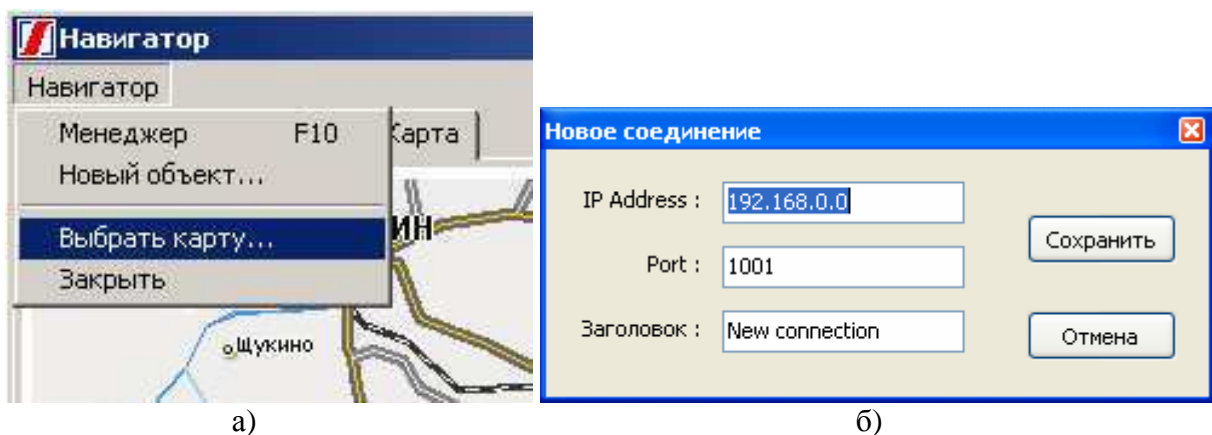 Навигатор
Навигатор
Менеджер F10
Карта
Новый объект...
ИН
Выбрать карту...
Закрыть
Щукино
а)
Новое соединение
IP Address : 192.168.0.0
Port : 1001
Заголовок : New connection
Сохранить
Отмена
б)